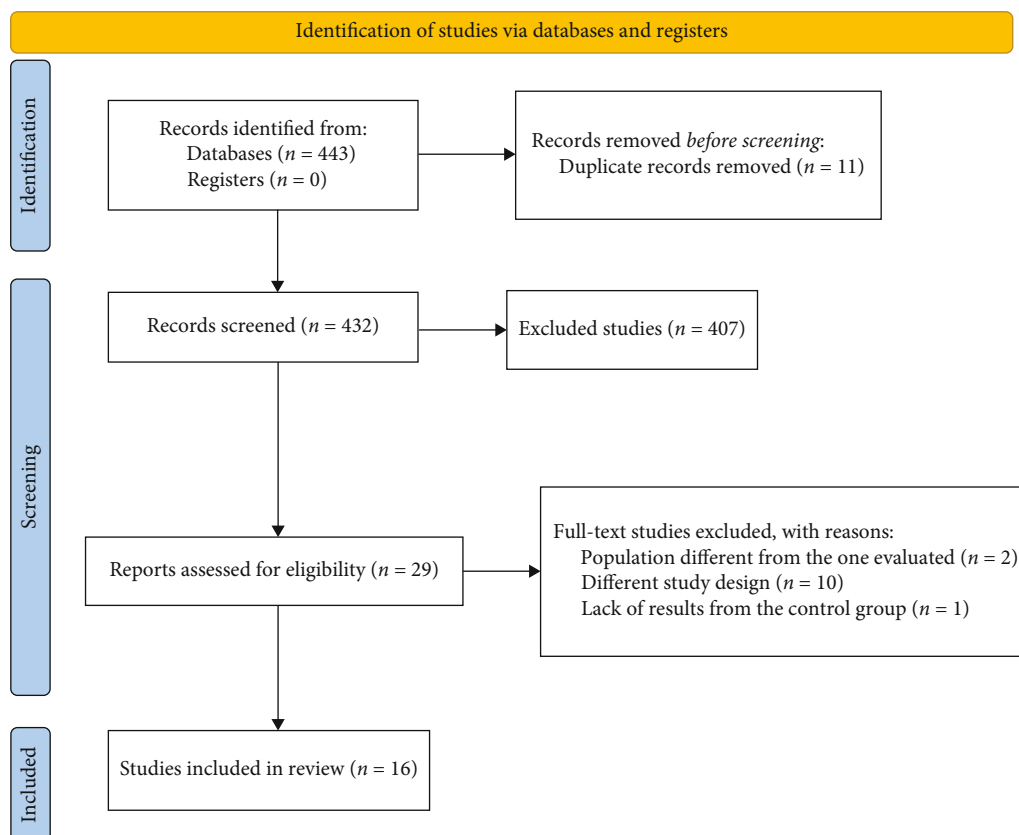 Identification of studies via databases and registers
Identification
Records identified from:
Databases (n = 443)
Registers (n = 0)
Records removed before screening:
Duplicate records removed (n = 11)
Screening
Records screened (n = 432)
Excluded studies (n = 407)
Reports assessed for eligibility (n = 29)
Full-text studies excluded, with reasons:
Population different from the one evaluated (n = 2)
Different study design (n = 10)
Lack of results from the control group (n = 1)
Included
Studies included in review (n = 16)